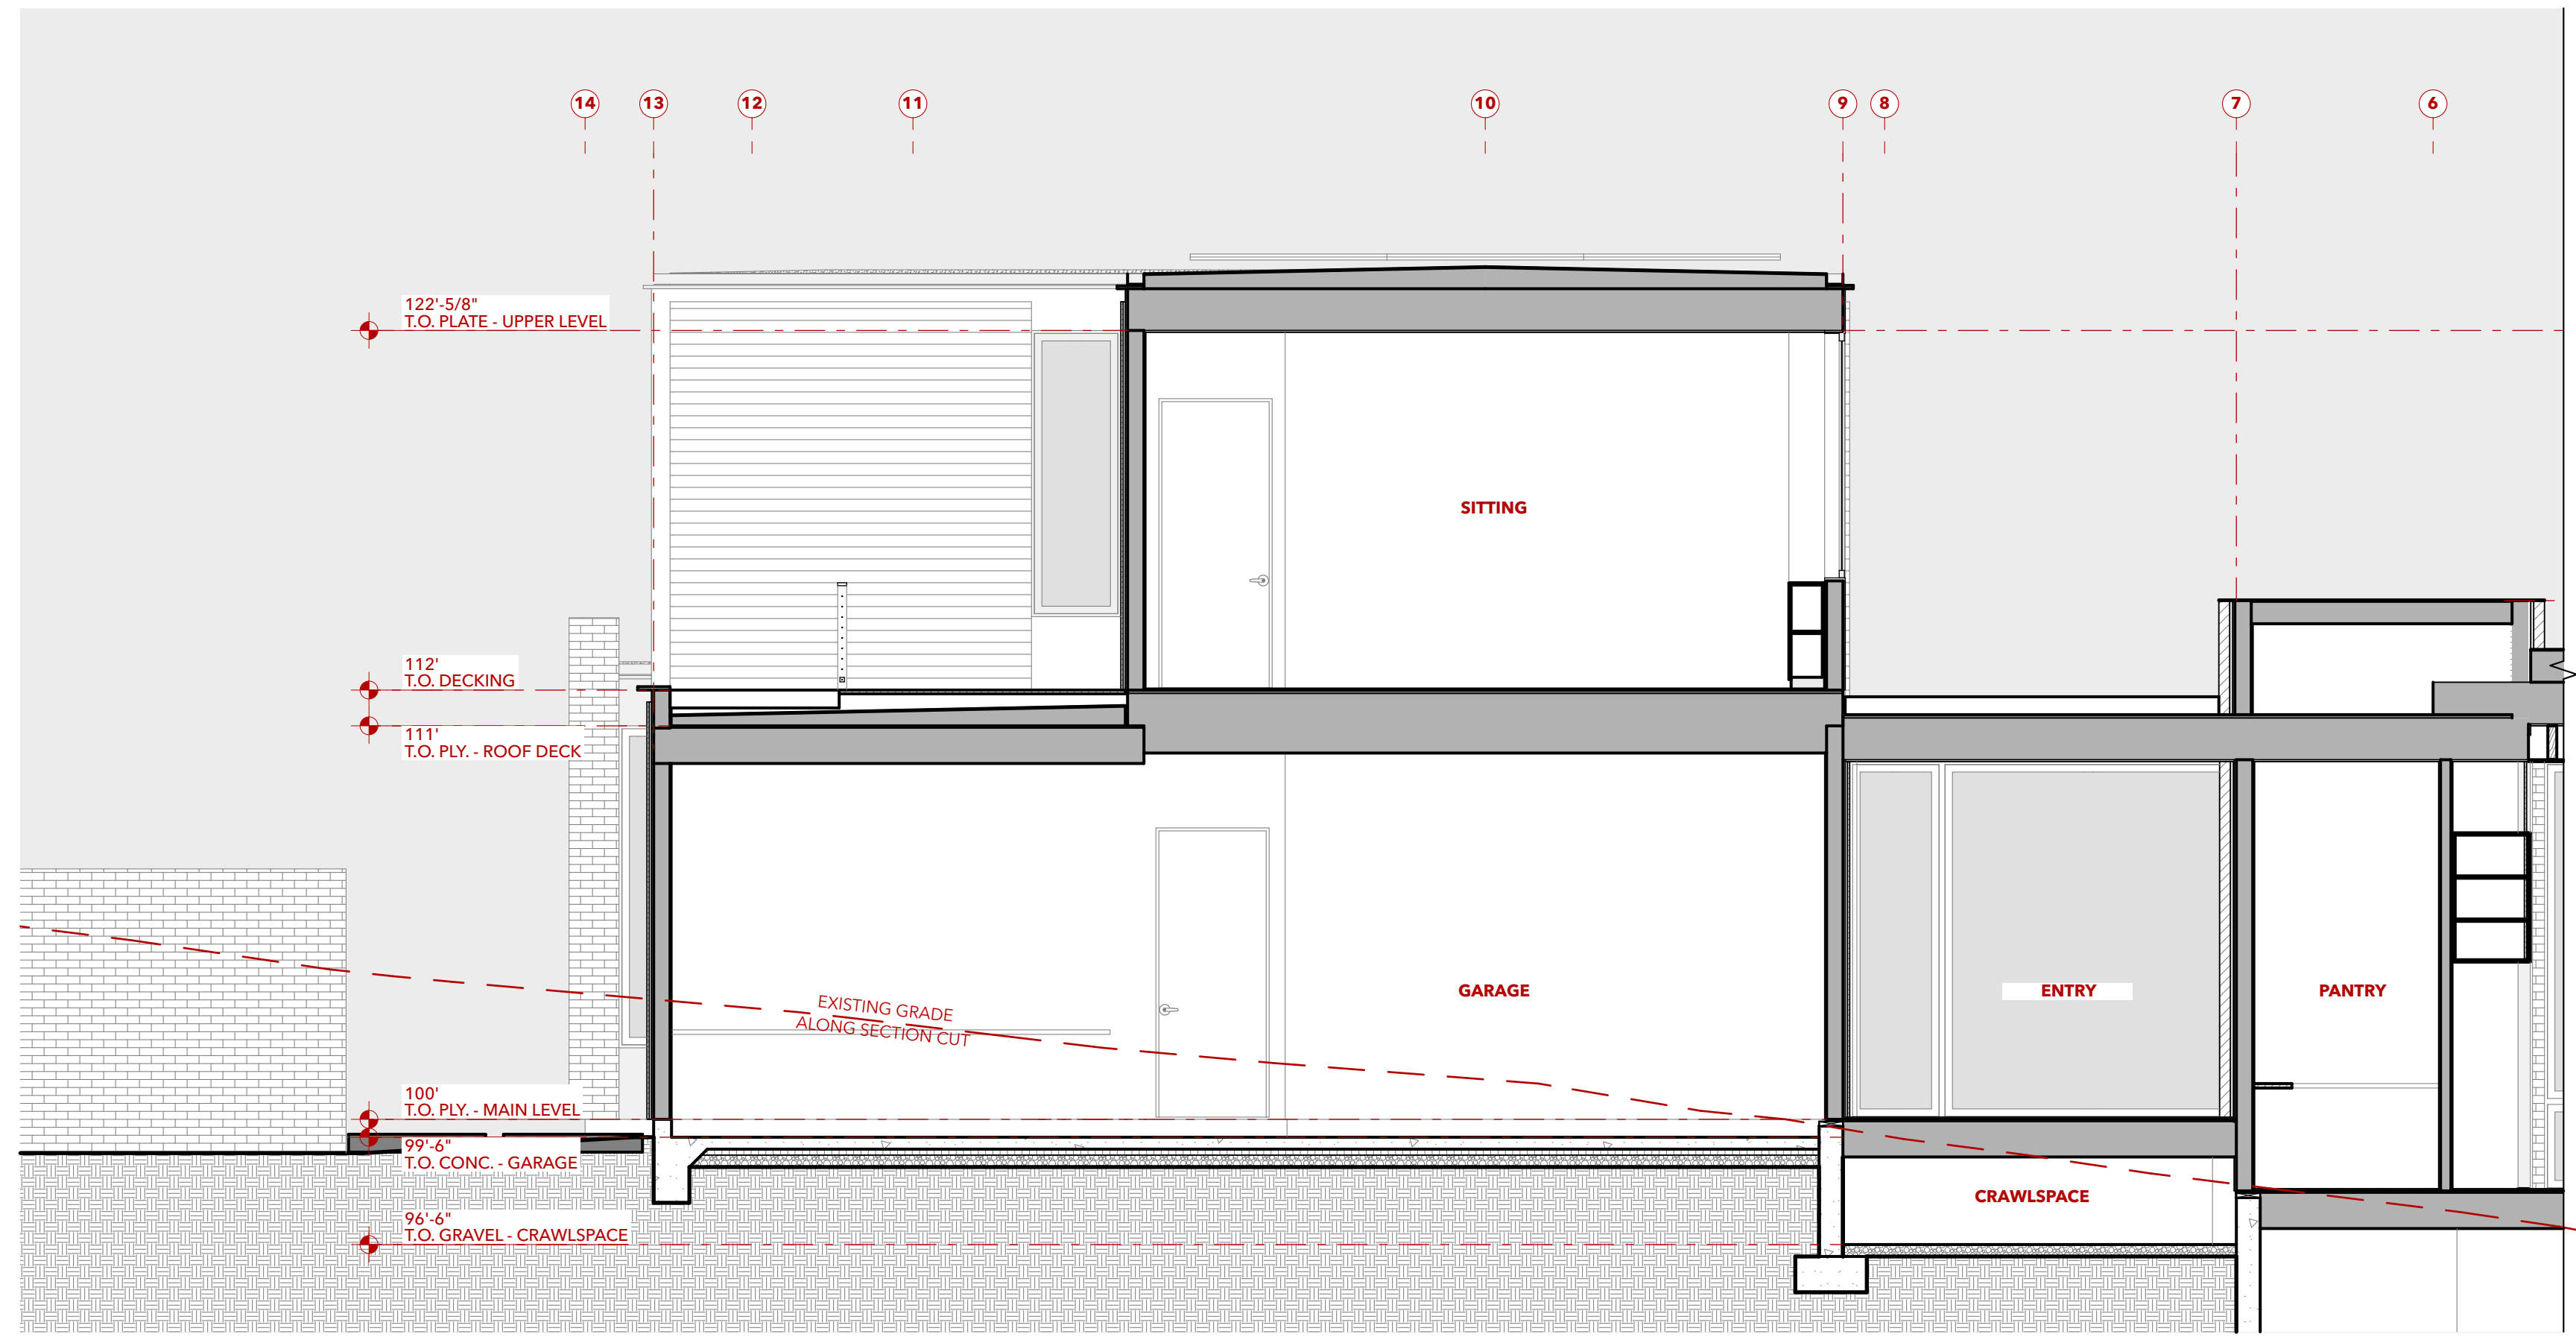 14
13
12
11
10
9
8
7
6
122'-5/8"
T.O. PLATE - UPPER LEVEL
SITTING
112'
T.O. DECKING
111'
T.O. PLY. - ROOF DECK
GARAGE
ENTRY
PANTRY
EXISTING GRADE
ALONG SECTION CUT
100'
T.O. PLY. - MAIN LEVEL
99'-6"
T.O. CONC. - GARAGE
CRAWLSPACE
96'-6"
T.O. GRAVEL - CRAWLSPACE